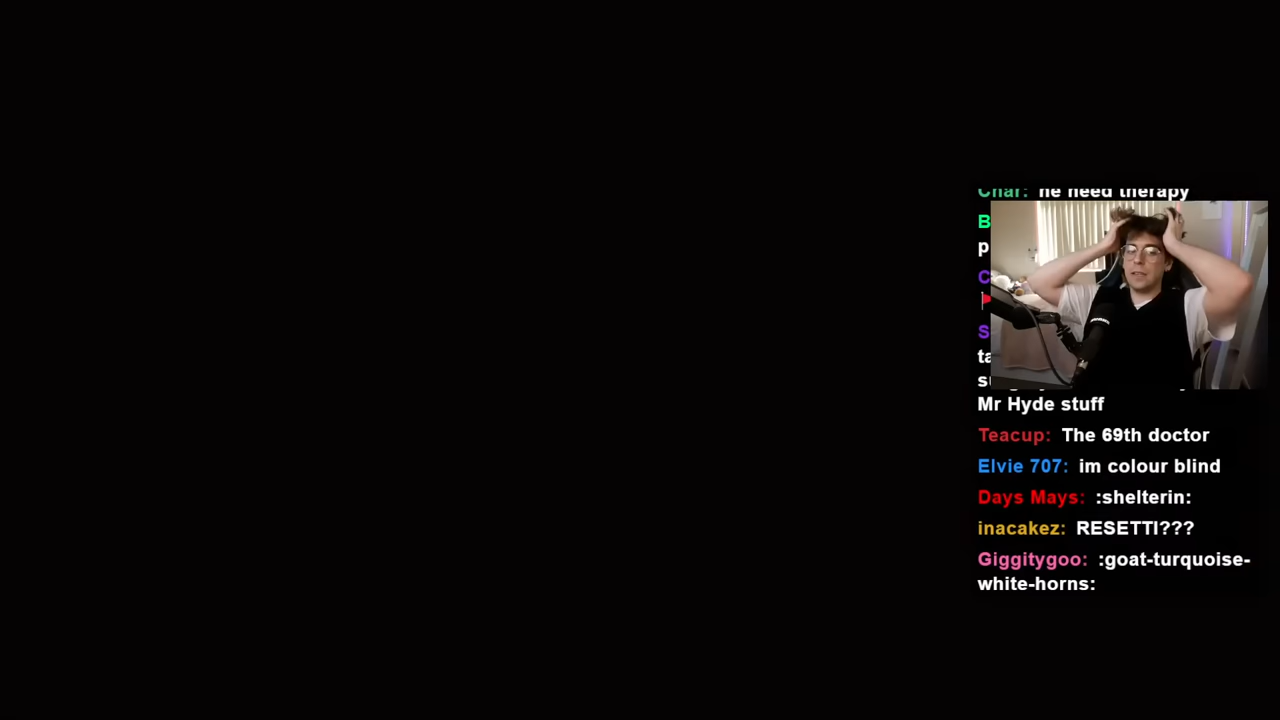 Char: he need therapy
B
p
C
S
ta
Mr Hyde stuff
Teacup: The 69th doctor
Elvie 707: im colour blind
Days Mays: :shelterin:
inacakez: RESETTI???
Giggitygoo: :goat-turquoise-
white-horns: